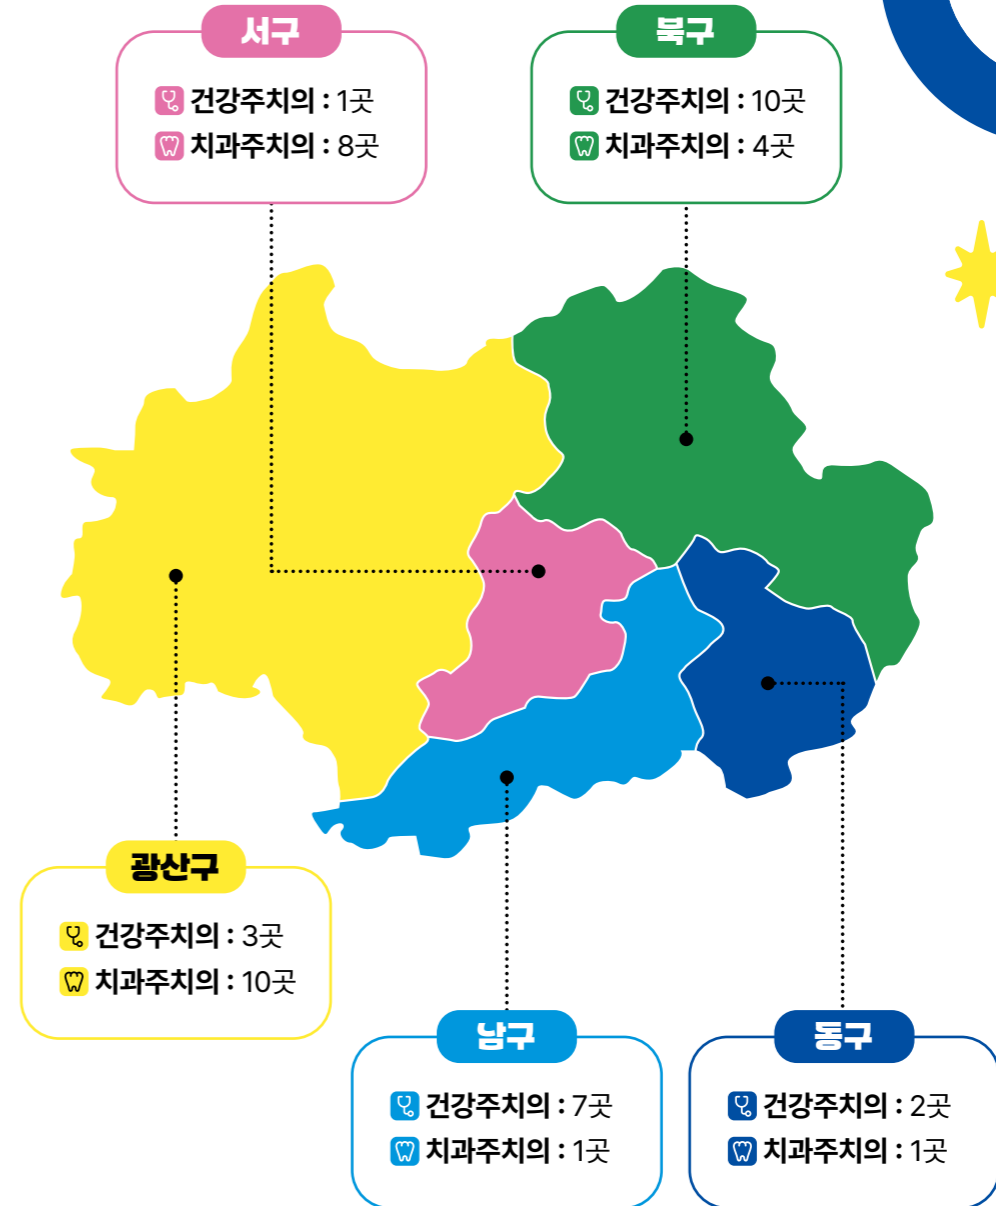 서구
건강주치의 : 1곳
치과주치의 : 8곳
북구
건강주치의 : 10곳
치과주치의 : 4곳
광산구
건강주치의 : 3곳
치과주치의 : 10곳
남구
건강주치의 : 7곳
치과주치의 : 1곳
동구
건강주치의 : 2곳
치과주치의 : 1곳